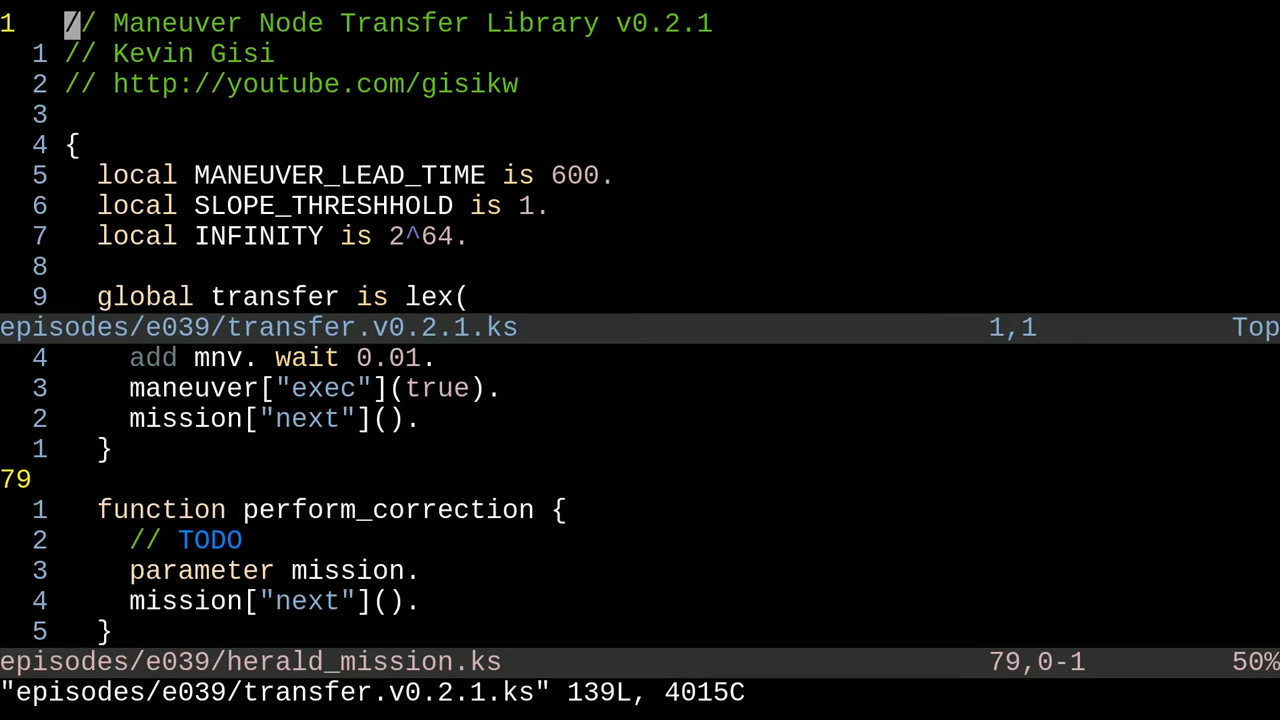 1   // Maneuver Node Transfer Library v0.2.1
  1 // Kevin Gisi
  2 // http://youtube.com/gisikw
  3
  4 {
  5   local MANEUVER_LEAD_TIME is 600.
  6   local SLOPE_THRESHHOLD is 1.
  7   local INFINITY is 2^64.
  8
  9   global transfer is lex(
episodes/e039/transfer.v0.2.1.ks 1,1 Top
  4     add mnv. wait 0.01.
  3     maneuver["exec"](true).
  2     mission["next"]().
  1   }
79
  1   function perform_correction {
  2     // TODO
  3     parameter mission.
  4     mission["next"]().
  5   }
episodes/e039/herald_mission.ks 79,0-1 50%
"episodes/e039/transfer.v0.2.1.ks" 139L, 4015C